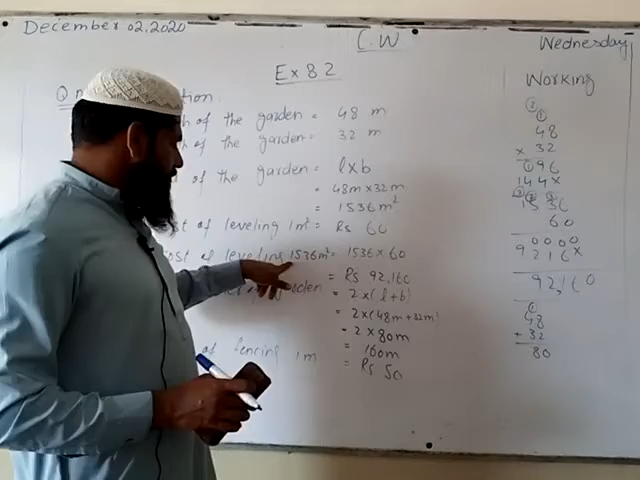 December 02, 2020
C.W
Wednesday
Ex 8.2
Working
of the garden = 48 m
of the garden = 32 m
of the garden = l x b
= 48m x 32m
= 1536 m²
of leveling 1m² = Rs 60
cost of leveling 1536m² = 1536 x 60
= Rs 92,160
= 2 x (l + b)
= 2 x (48m + 32m)
= 2 x 80m
= 160m
of fencing 1m = Rs 50
48
x 32
96
144x
1536
60
0000
9216x
92,160
48
+ 32
80